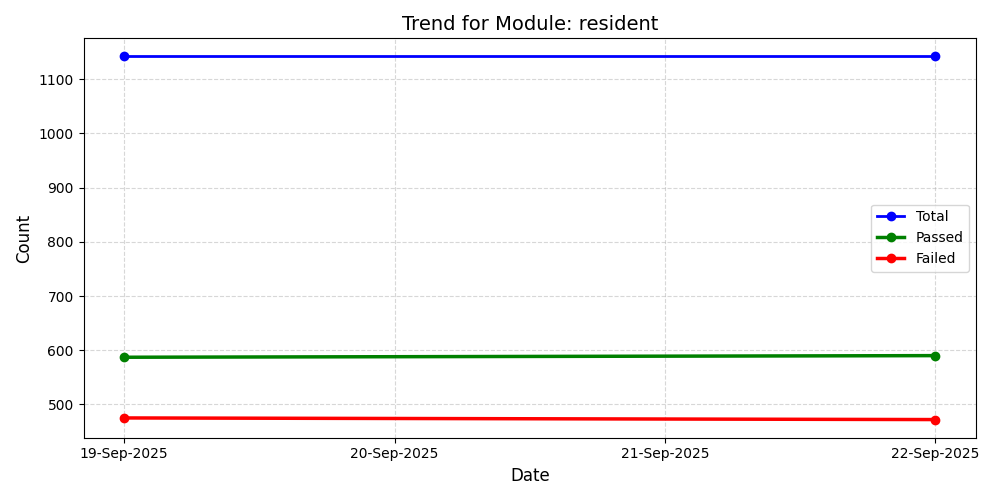 Trend for Module: resident
Count
1100
1000
900
800
700
600
500
Total
Passed
Failed
19-Sep-2025
20-Sep-2025
21-Sep-2025
22-Sep-2025
Date